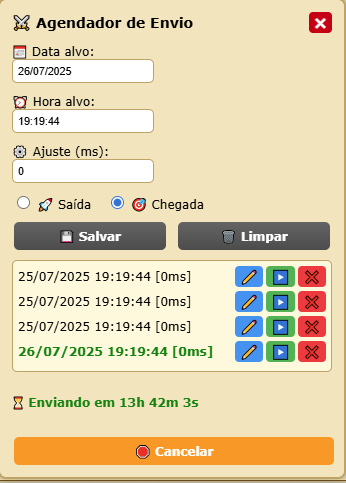 Agendador de Envio
Data alvo:
26/07/2025
Hora alvo:
19:19:44
Ajuste (ms):
0
Saída Chegada
Salvar Limpar
25/07/2025 19:19:44 [0ms]
25/07/2025 19:19:44 [0ms]
25/07/2025 19:19:44 [0ms]
26/07/2025 19:19:44 [0ms]
Enviando em 13h 42m 3s
Cancelar